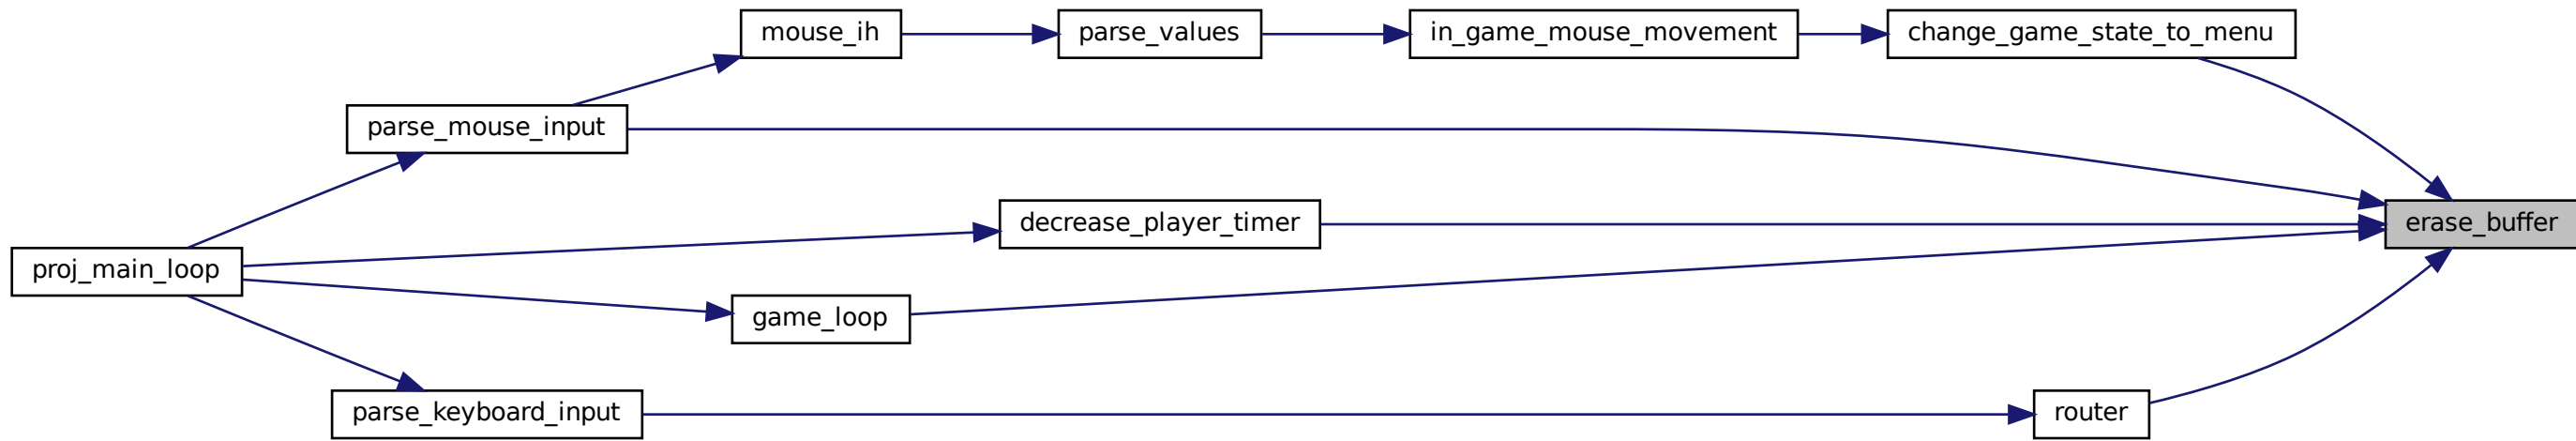 mouse_ih
parse_values
in_game_mouse_movement
change_game_state_to_menu
parse_mouse_input
decrease_player_timer
erase_buffer
proj_main_loop
game_loop
parse_keyboard_input
router